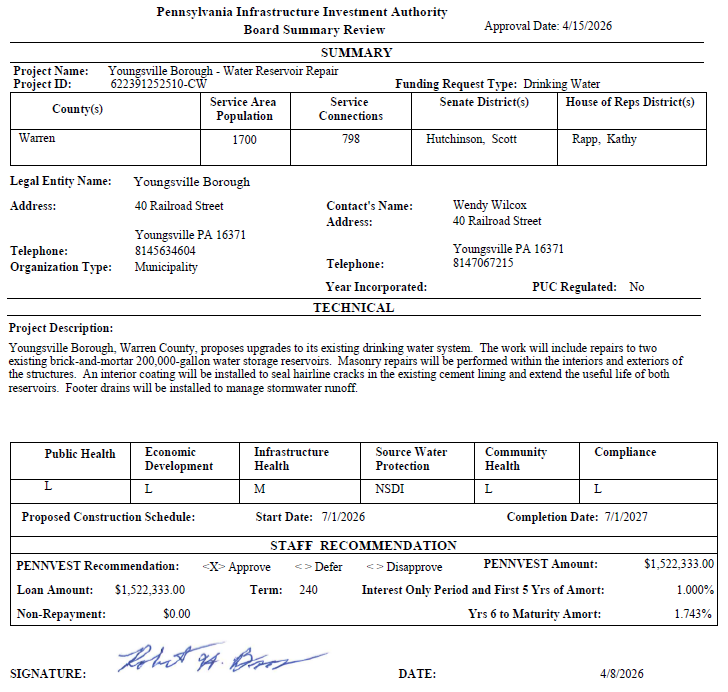 Pennsylvania Infrastructure Investment Authority
Board Summary Review
Approval Date: 4/15/2026
SUMMARY
Project Name: Youngsville Borough - Water Reservoir Repair
Project ID: 622391252510-CW Funding Request Type: Drinking Water
County(s) Service Area Population Service Connections Senate District(s) House of Reps District(s)
Warren 1700 798 Hutchinson, Scott Rapp, Kathy
Legal Entity Name: Youngsville Borough
Address: 40 Railroad Street Contact's Name: Wendy Wilcox
Address: 40 Railroad Street
Youngsville PA 16371 Youngsville PA 16371
Telephone: 8145634604
Organization Type: Municipality Telephone: 8147067215
Year Incorporated: PUC Regulated: No
TECHNICAL
Project Description:
Youngsville Borough, Warren County, proposes upgrades to its existing drinking water system. The work will include repairs to two
existing brick-and-mortar 200,000-gallon water storage reservoirs. Masonry repairs will be performed within the interiors and exteriors of
the structures. An interior coating will be installed to seal hairline cracks in the existing cement lining and extend the useful life of both
reservoirs. Footer drains will be installed to manage stormwater runoff.
Public Health Economic Development Infrastructure Health Source Water Protection Community Health Compliance
L L M NSDI L L
Proposed Construction Schedule: Start Date: 7/1/2026 Completion Date: 7/1/2027
STAFF RECOMMENDATION
PENNVEST Recommendation: <X> Approve < > Defer < > Disapprove PENNVEST Amount: $1,522,333.00
Loan Amount: $1,522,333.00 Term: 240 Interest Only Period and First 5 Yrs of Amort: 1.000%
Non-Repayment: $0.00 Yrs 6 to Maturity Amort: 1.743%
SIGNATURE: Robert H. DATE: 4/8/2026